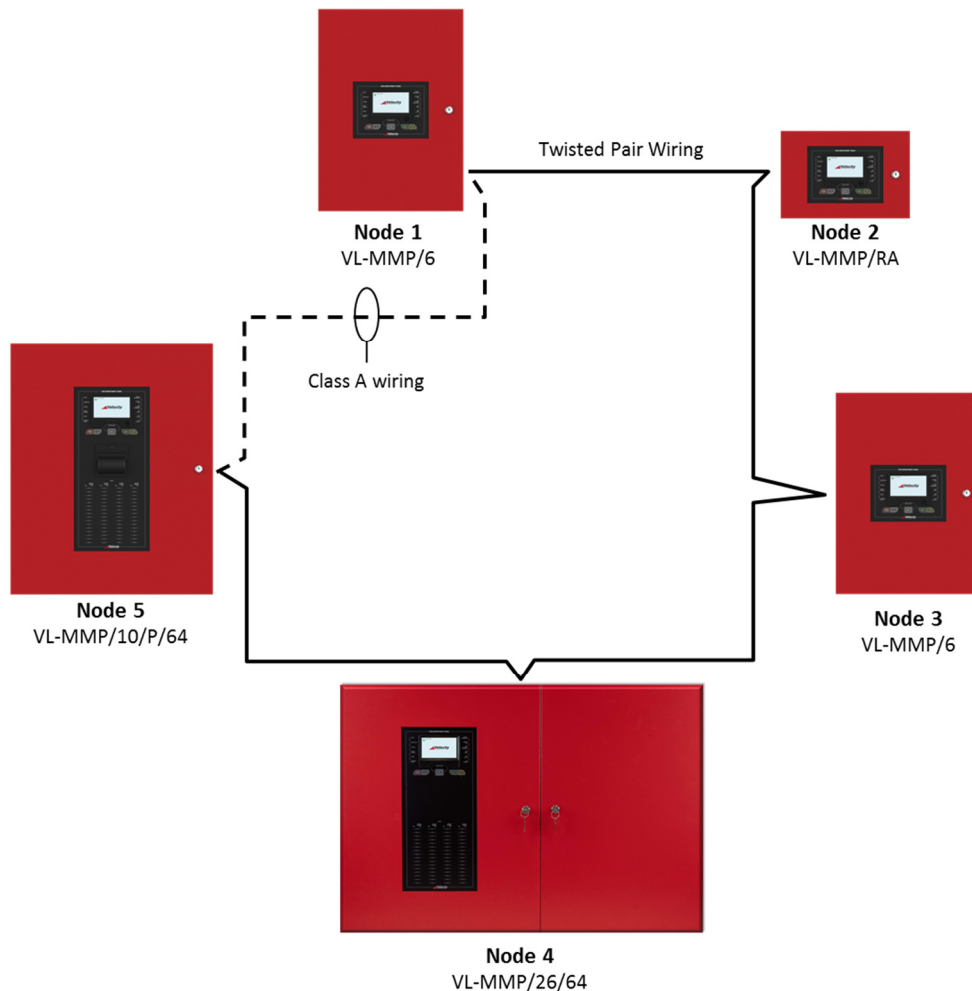 Twisted Pair Wiring
Node 1
VL-MMP/6
Node 2
VL-MMP/RA
Class A wiring
Node 5
VL-MMP/10/P/64
Node 3
VL-MMP/6
Node 4
VL-MMP/26/64